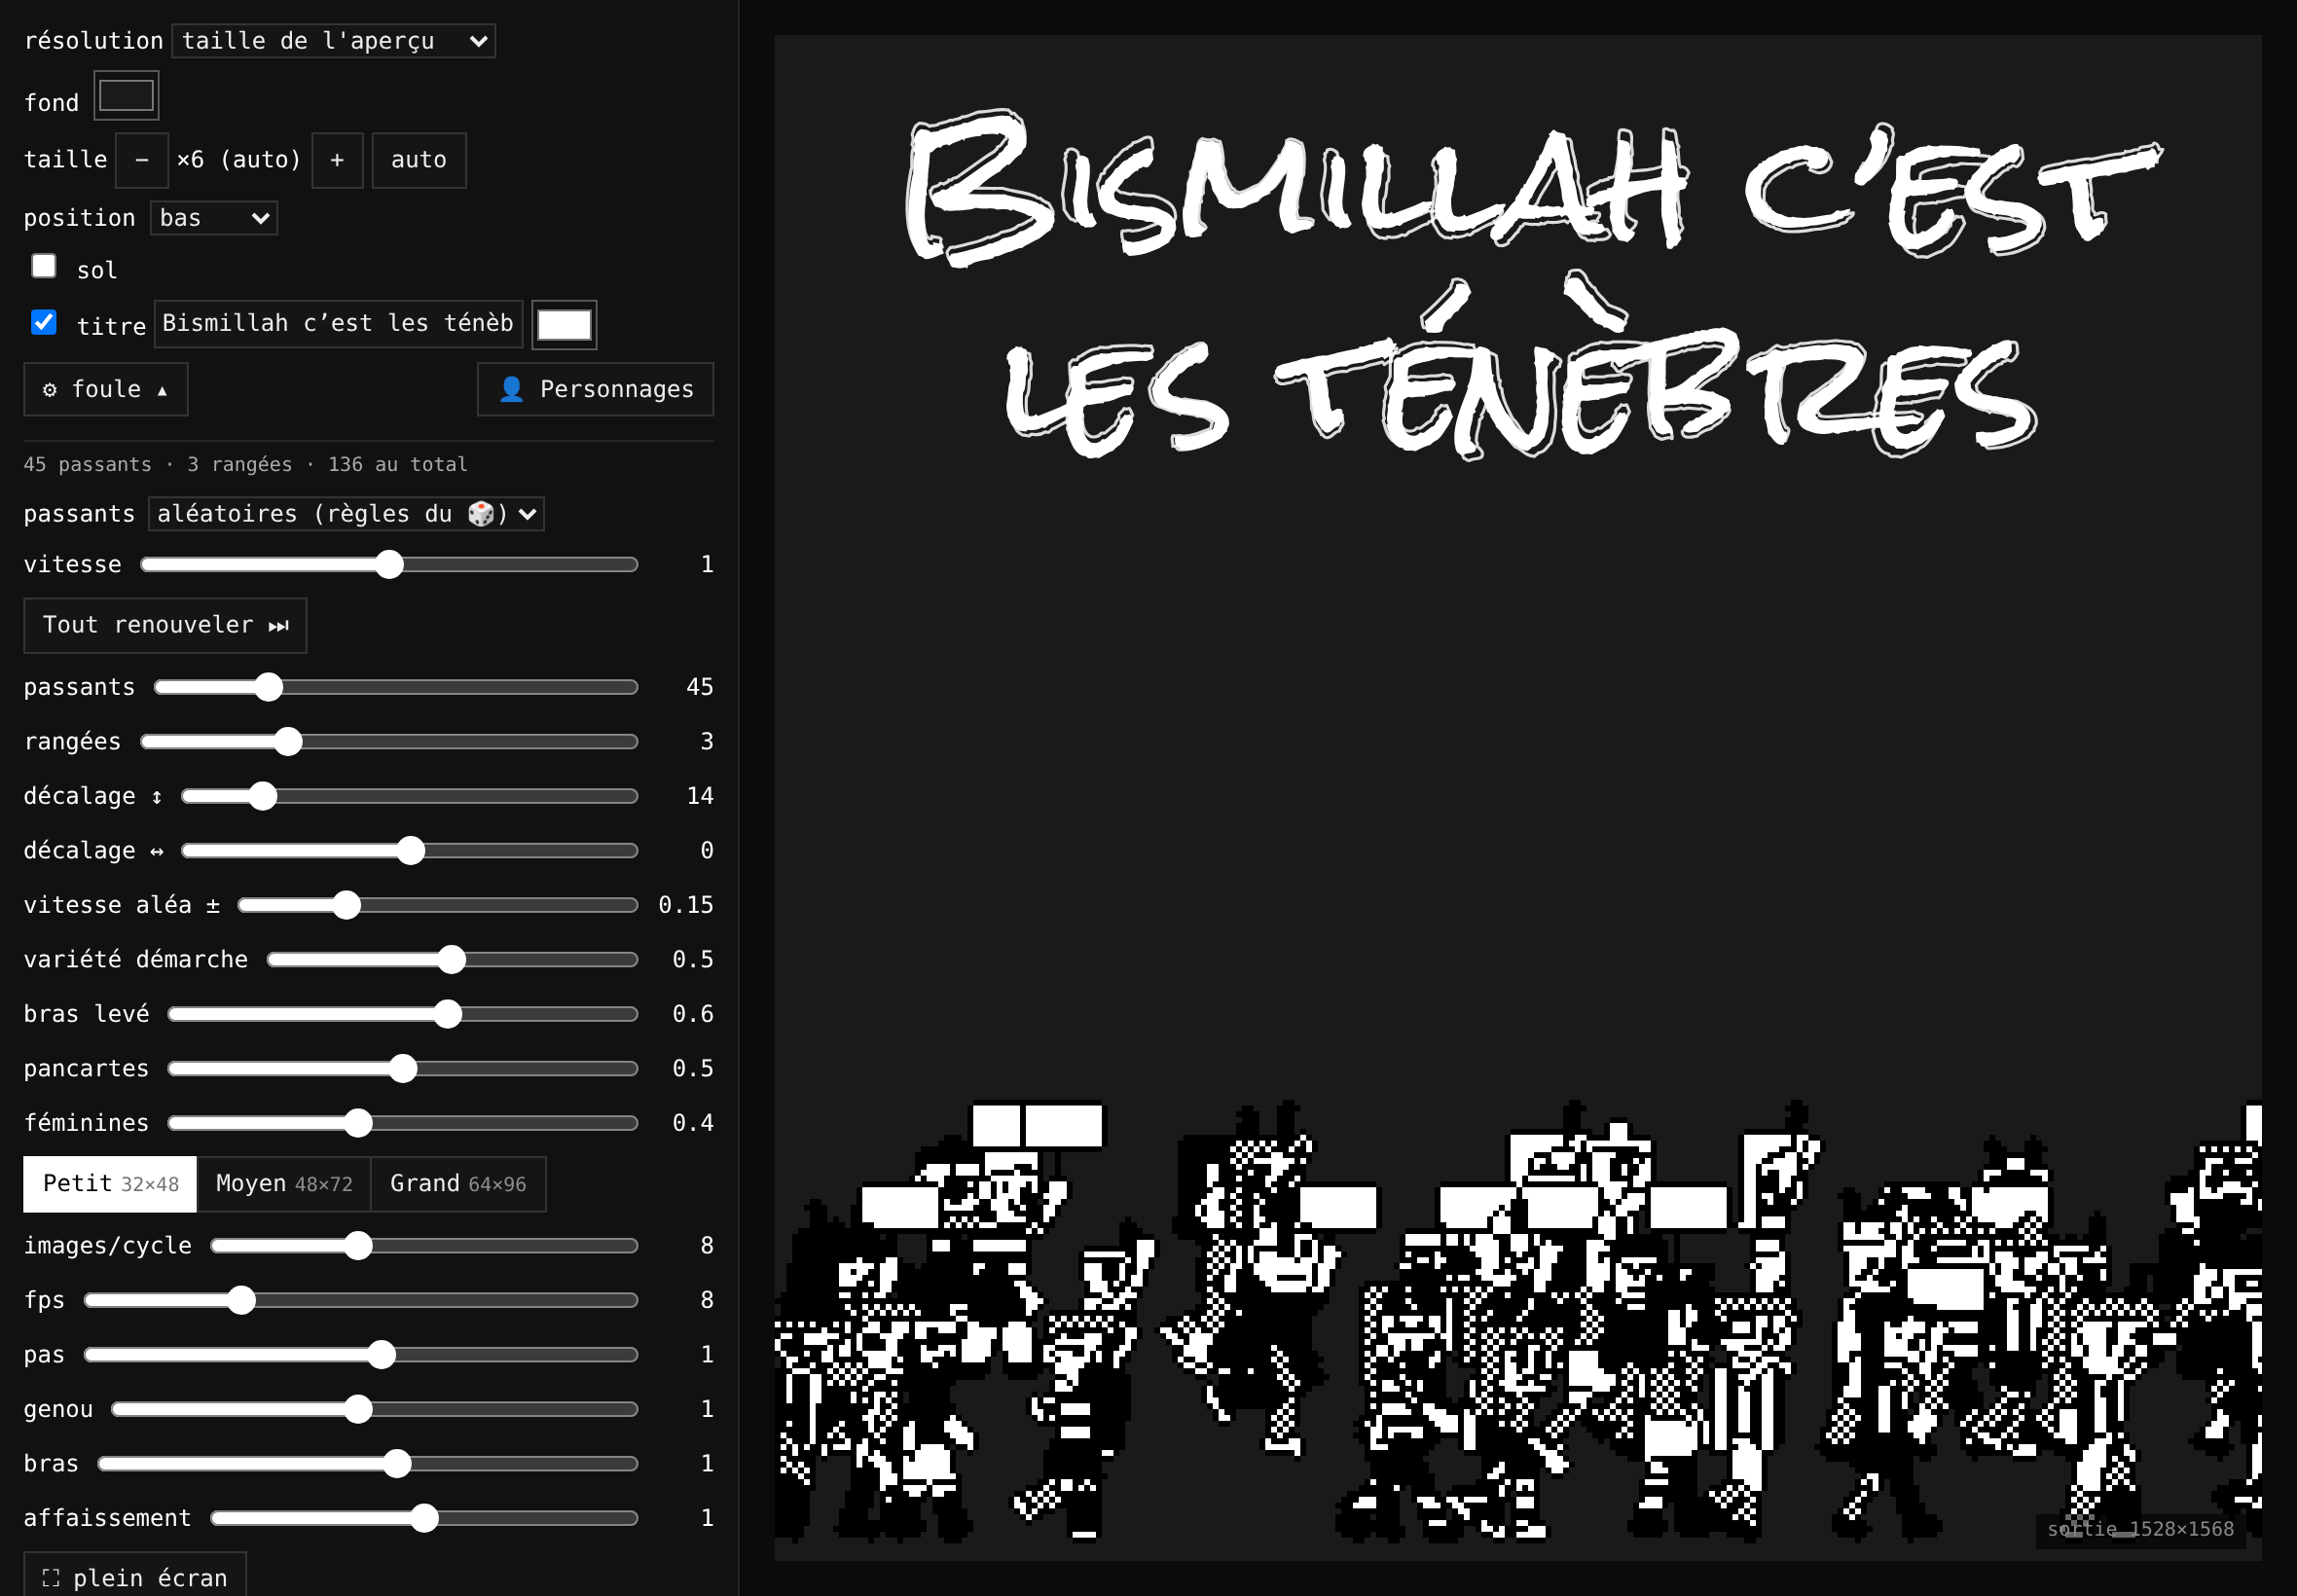 résolution taille de l'aperçu
fond
taille − ×6 (auto) + auto
position bas
sol
titre Bismillah c’est les ténèb
⚙ foule ▴
👤 Personnages
45 passants · 3 rangées · 136 au total
passants aléatoires (règles du 🎲)
vitesse 1
Tout renouveler ⏭
passants 45
rangées 3
décalage ↕ 14
décalage ↔ 0
vitesse aléa ± 0.15
variété démarche 0.5
bras levé 0.6
pancartes 0.5
féminines 0.4
Petit 32×48 Moyen 48×72 Grand 64×96
images/cycle 8
fps 8
pas 1
genou 1
bras 1
affaissement 1
⛶ plein écran
Bismillah c’est
les ténèbres
sortie 1528×1568